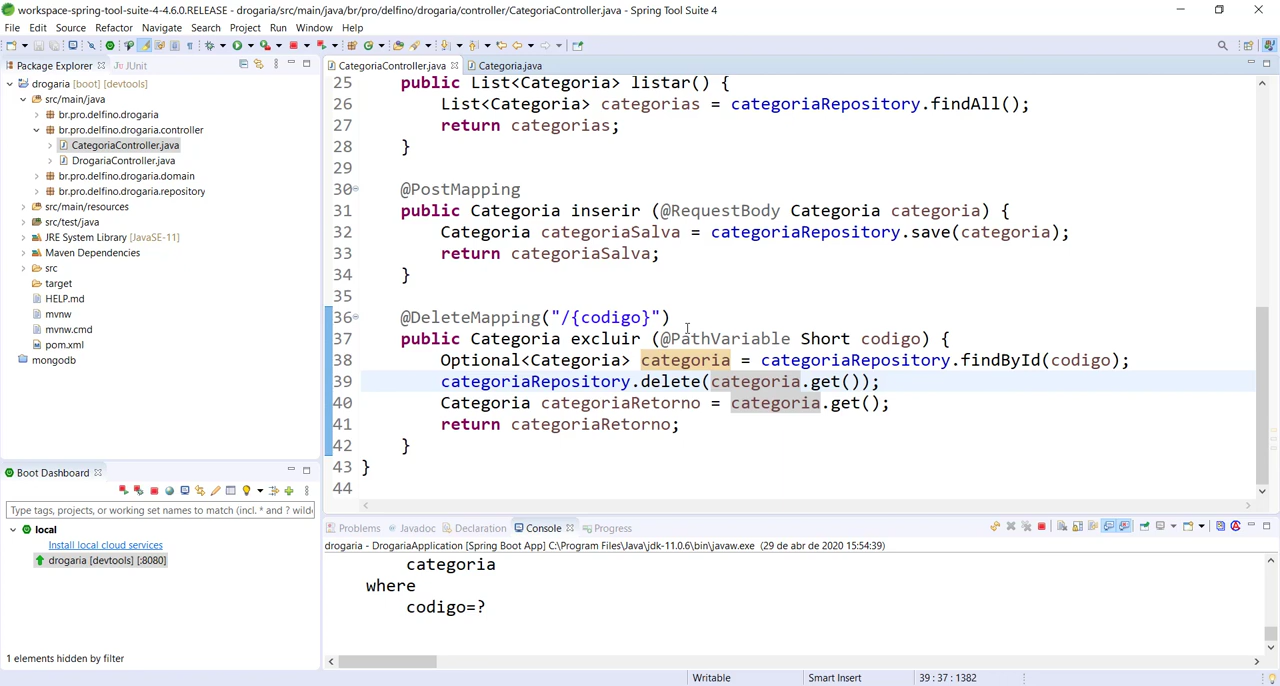 workspace-spring-tool-suite-4-4.6.0.RELEASE - drogaria/src/main/java/br/pro/delfino/drogaria/controller/CategoriaController.java - Spring Tool Suite 4
File Edit Source Refactor Navigate Search Project Run Window Help
Package Explorer JUnit
drogaria [boot] [devtools]
src/main/java
br.pro.delfino.drogaria
br.pro.delfino.drogaria.controller
CategoriaController.java
DrogariaController.java
br.pro.delfino.drogaria.domain
br.pro.delfino.drogaria.repository
src/main/resources
src/test/java
JRE System Library [JavaSE-11]
Maven Dependencies
src
target
HELP.md
mvnw
mvnw.cmd
pom.xml
mongodb
CategoriaController.java Categoria.java
25 public List<Categoria> listar() {
26 List<Categoria> categorias = categoriaRepository.findAll();
27 return categorias;
28 }
29
30 @PostMapping
31 public Categoria inserir (@RequestBody Categoria categoria) {
32 Categoria categoriaSalva = categoriaRepository.save(categoria);
33 return categoriaSalva;
34 }
35
36 @DeleteMapping("/{codigo}")
37 public Categoria excluir (@PathVariable Short codigo) {
38 Optional<Categoria> categoria = categoriaRepository.findById(codigo);
39 categoriaRepository.delete(categoria.get());
40 Categoria categoriaRetorno = categoria.get();
41 return categoriaRetorno;
42 }
43 }
44
Boot Dashboard
Type tags, projects, or working set names to match (incl. * and ? wild
local
Install local cloud services
drogaria [devtools] [:8080]
1 elements hidden by filter
Problems Javadoc Declaration Console Progress
drogaria - DrogariaApplication [Spring Boot App] C:\Program Files\Java\jdk-11.0.6\bin\javaw.exe (29 de abr de 2020 15:54:39)
categoria
where
codigo=?
Writable Smart Insert 39 : 37 : 1382